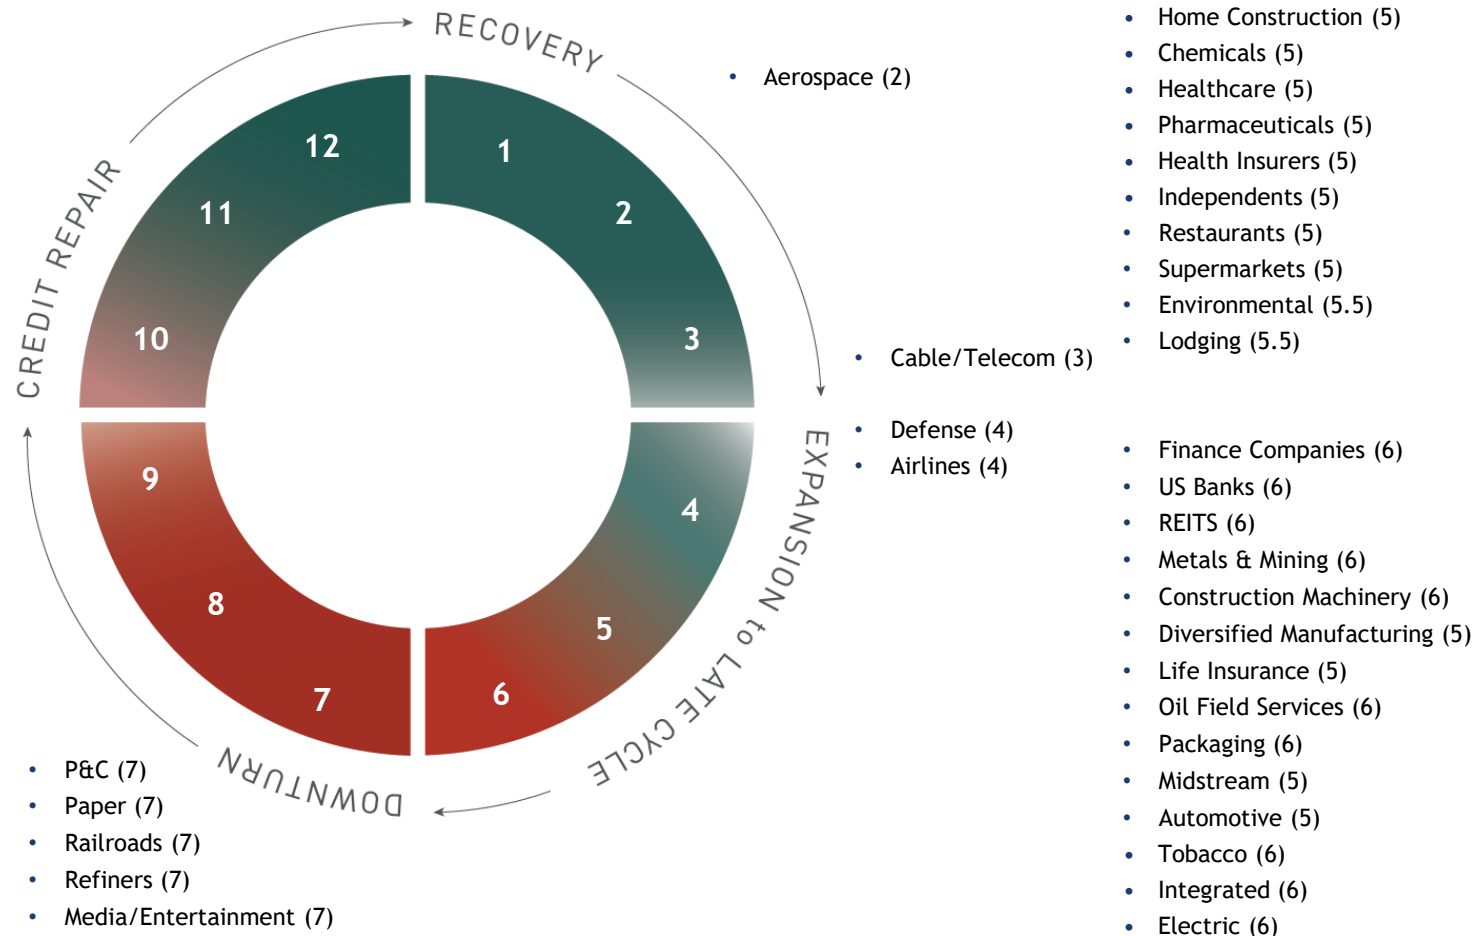 RECOVERY
• Aerospace (2)
• Home Construction (5)
• Chemicals (5)
• Healthcare (5)
• Pharmaceuticals (5)
• Health Insurers (5)
• Independents (5)
• Restaurants (5)
• Supermarkets (5)
• Environmental (5.5)
• Lodging (5.5)
12
1
11
2
CREDIT REPAIR
10
3
• Cable/Telecom (3)
• Defense (4)
• Airlines (4)
EXPANSION to LATE CYCLE
9
4
8
5
7
6
• Finance Companies (6)
• US Banks (6)
• REITS (6)
• Metals & Mining (6)
• Construction Machinery (6)
• Diversified Manufacturing (5)
• Life Insurance (5)
• Oil Field Services (6)
• Packaging (6)
• Midstream (5)
• Automotive (5)
• Tobacco (6)
• Integrated (6)
• Electric (6)
DOWNTURN
• P&C (7)
• Paper (7)
• Railroads (7)
• Refiners (7)
• Media/Entertainment (7)